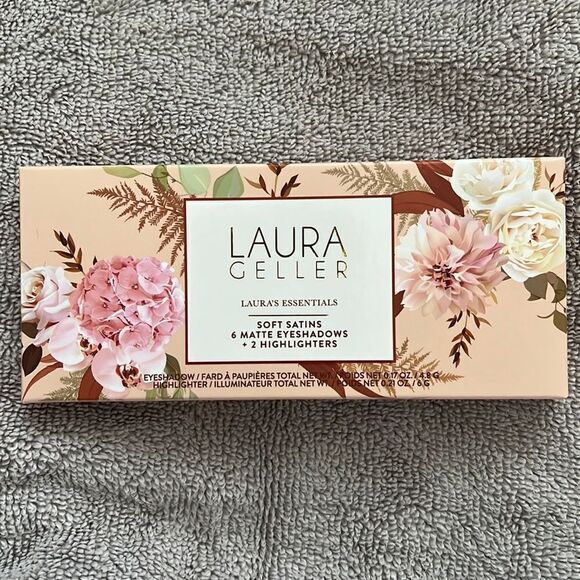 LAURA
GELLER
LAURA'S ESSENTIALS
SOFT SATINS
6 MATTE EYESHADOWS
+ 2 HIGHLIGHTERS
EYESHADOW / FARD À PAUPIÈRES TOTAL NET WT. / POIDS NET 0.17 OZ. / 4.8 G
HIGHLIGHTER / ILLUMINATEUR TOTAL NET WT. / POIDS NET 0.21 OZ. / 6 G